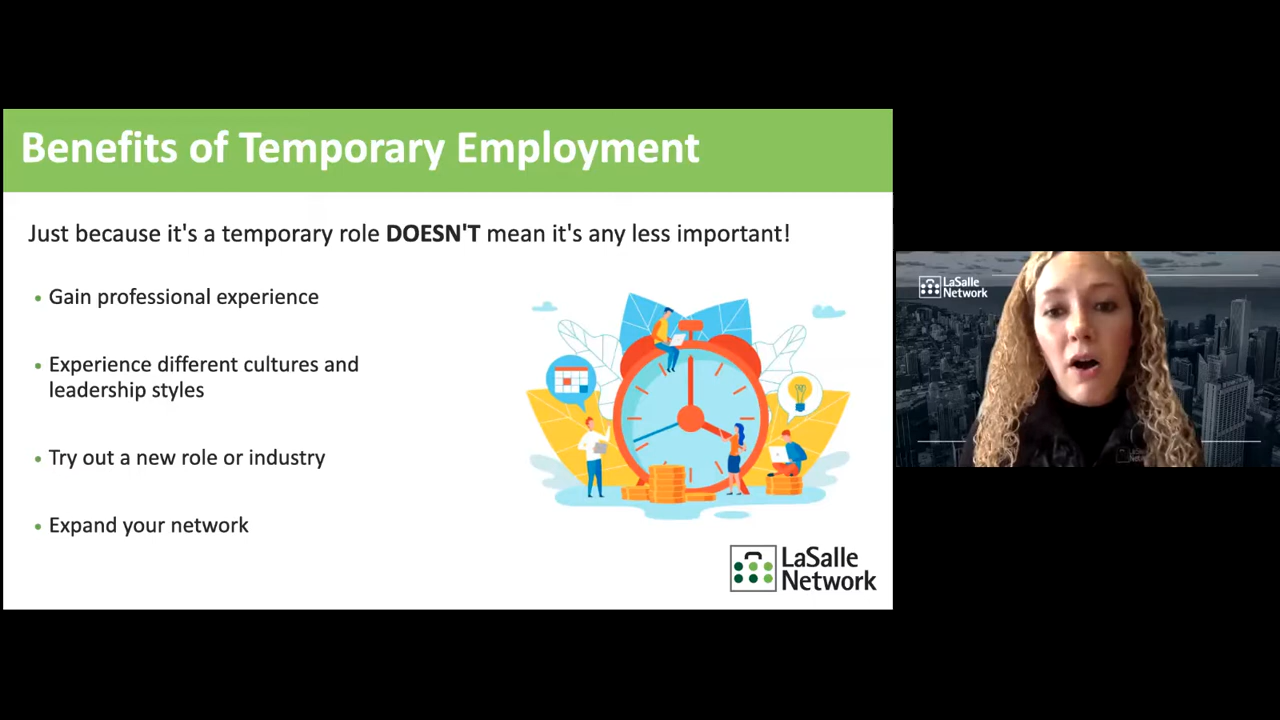 Benefits of Temporary Employment
Just because it's a temporary role DOESN'T mean it's any less important!
• Gain professional experience
• Experience different cultures and
leadership styles
• Try out a new role or industry
• Expand your network
LaSalle
Network
LaSalle
Network